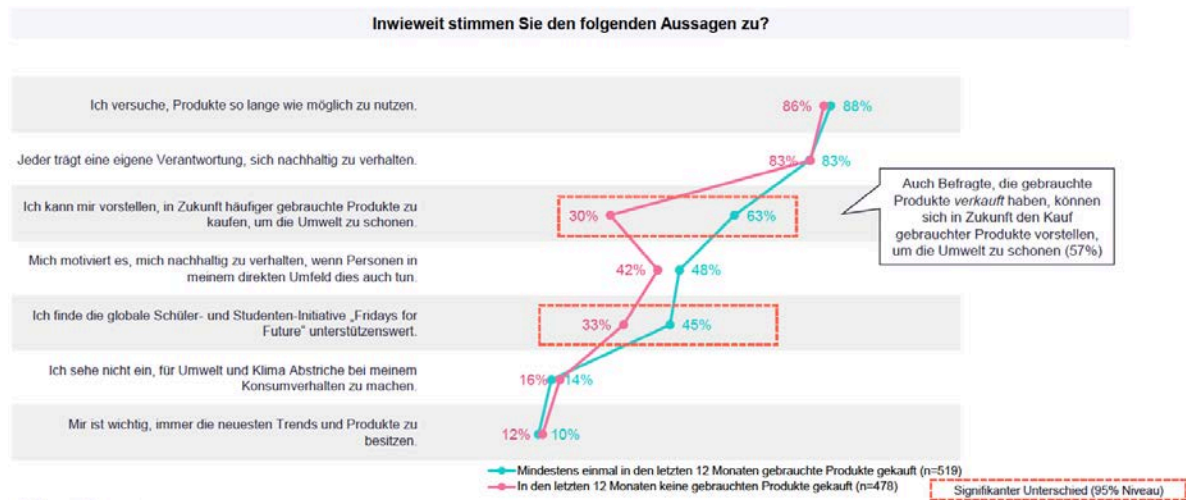 Inwieweit stimmen Sie den folgenden Aussagen zu?
Ich versuche, Produkte so lange wie möglich zu nutzen.
86%
88%
Jeder trägt eine eigene Verantwortung, sich nachhaltig zu verhalten.
83%
83%
Ich kann mir vorstellen, in Zukunft häufiger gebrauchte Produkte zu
kaufen, um die Umwelt zu schonen.
30%
63%
Auch Befragte, die gebrauchte
Produkte verkauft haben, können
sich in Zukunft den Kauf
gebrauchter Produkte vorstellen,
um die Umwelt zu schonen (57%)
Mich motiviert es, mich nachhaltig zu verhalten, wenn Personen in
meinem direkten Umfeld dies auch tun.
42%
48%
Ich finde die globale Schüler- und Studenten-Initiative „Fridays for
Future“ unterstützenswert.
33%
45%
Ich sehe nicht ein, für Umwelt und Klima Abstriche bei meinem
Konsumverhalten zu machen.
16%
14%
Mir ist wichtig, immer die neuesten Trends und Produkte zu
besitzen.
12%
10%
Mindestens einmal in den letzten 12 Monaten gebrauchte Produkte gekauft (n=519)
In den letzten 12 Monaten keine gebrauchten Produkte gekauft (n=478)
Signifikanter Unterschied (95% Niveau)